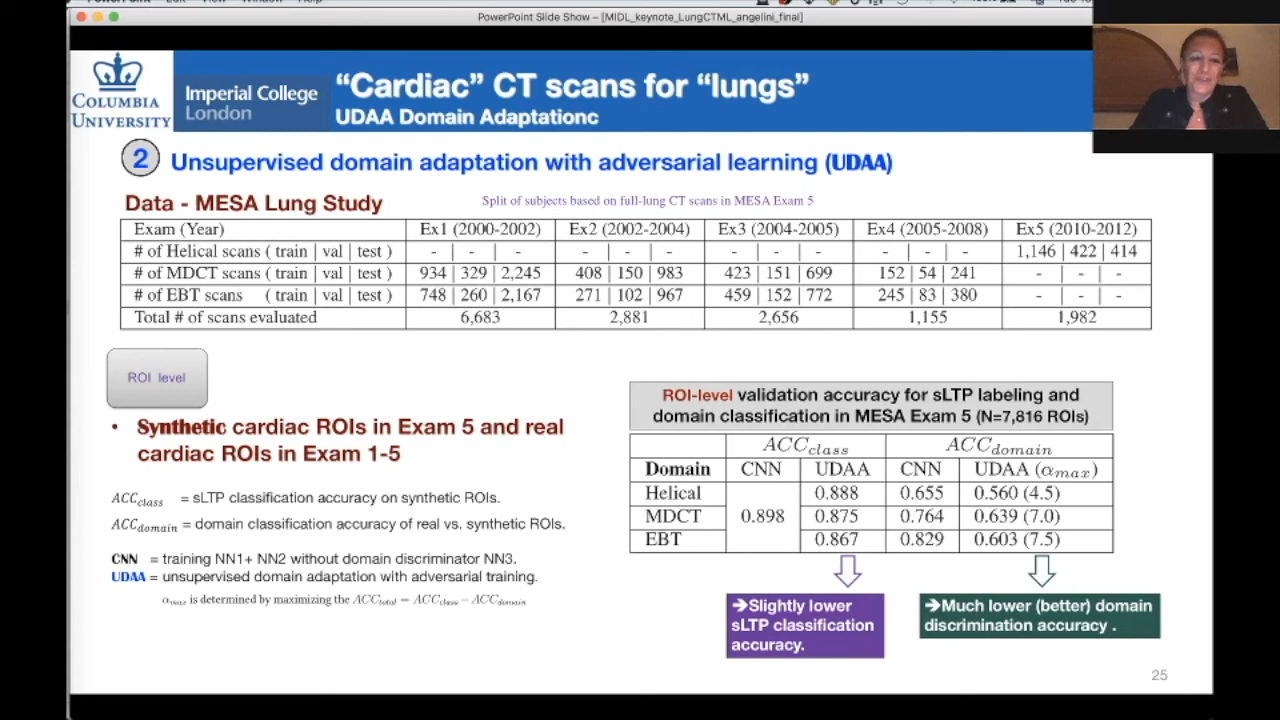 PowerPoint Slide Show – [MIDL_keynote_LungCTML_angelini_final]
COLUMBIA
UNIVERSITY
Imperial College
London
“Cardiac” CT scans for “lungs”
UDAA Domain Adaptationc
2 Unsupervised domain adaptation with adversarial learning (UDAA)
Data - MESA Lung Study
Split of subjects based on full-lung CT scans in MESA Exam 5
Exam (Year) Ex1 (2000-2002) Ex2 (2002-2004) Ex3 (2004-2005) Ex4 (2005-2008) Ex5 (2010-2012)
# of Helical scans ( train | val | test ) - | - | - - | - | - - | - | - - | - | - 1,146 | 422 | 414
# of MDCT scans ( train | val | test ) 934 | 329 | 2,245 408 | 150 | 983 423 | 151 | 699 152 | 54 | 241 - | - | -
# of EBT scans ( train | val | test ) 748 | 260 | 2,167 271 | 102 | 967 459 | 152 | 772 245 | 83 | 380 - | - | -
Total # of scans evaluated 6,683 2,881 2,656 1,155 1,982
ROI level
• Synthetic cardiac ROIs in Exam 5 and real
cardiac ROIs in Exam 1-5
ACC_class = sLTP classification accuracy on synthetic ROIs.
ACC_domain = domain classification accuracy of real vs. synthetic ROIs.
CNN = training NN1+ NN2 without domain discriminator NN3.
UDAA = unsupervised domain adaptation with adversarial training.
α_max is determined by maximizing the ACC_total = ACC_class − ACC_domain
ROI-level validation accuracy for sLTP labeling and
domain classification in MESA Exam 5 (N=7,816 ROIs)
ACC_class ACC_domain
Domain CNN UDAA CNN UDAA (α_max)
Helical 0.888 0.655 0.560 (4.5)
MDCT 0.898 0.875 0.764 0.639 (7.0)
EBT 0.867 0.829 0.603 (7.5)
➔Slightly lower
sLTP classification
accuracy.
➔Much lower (better) domain
discrimination accuracy .
25